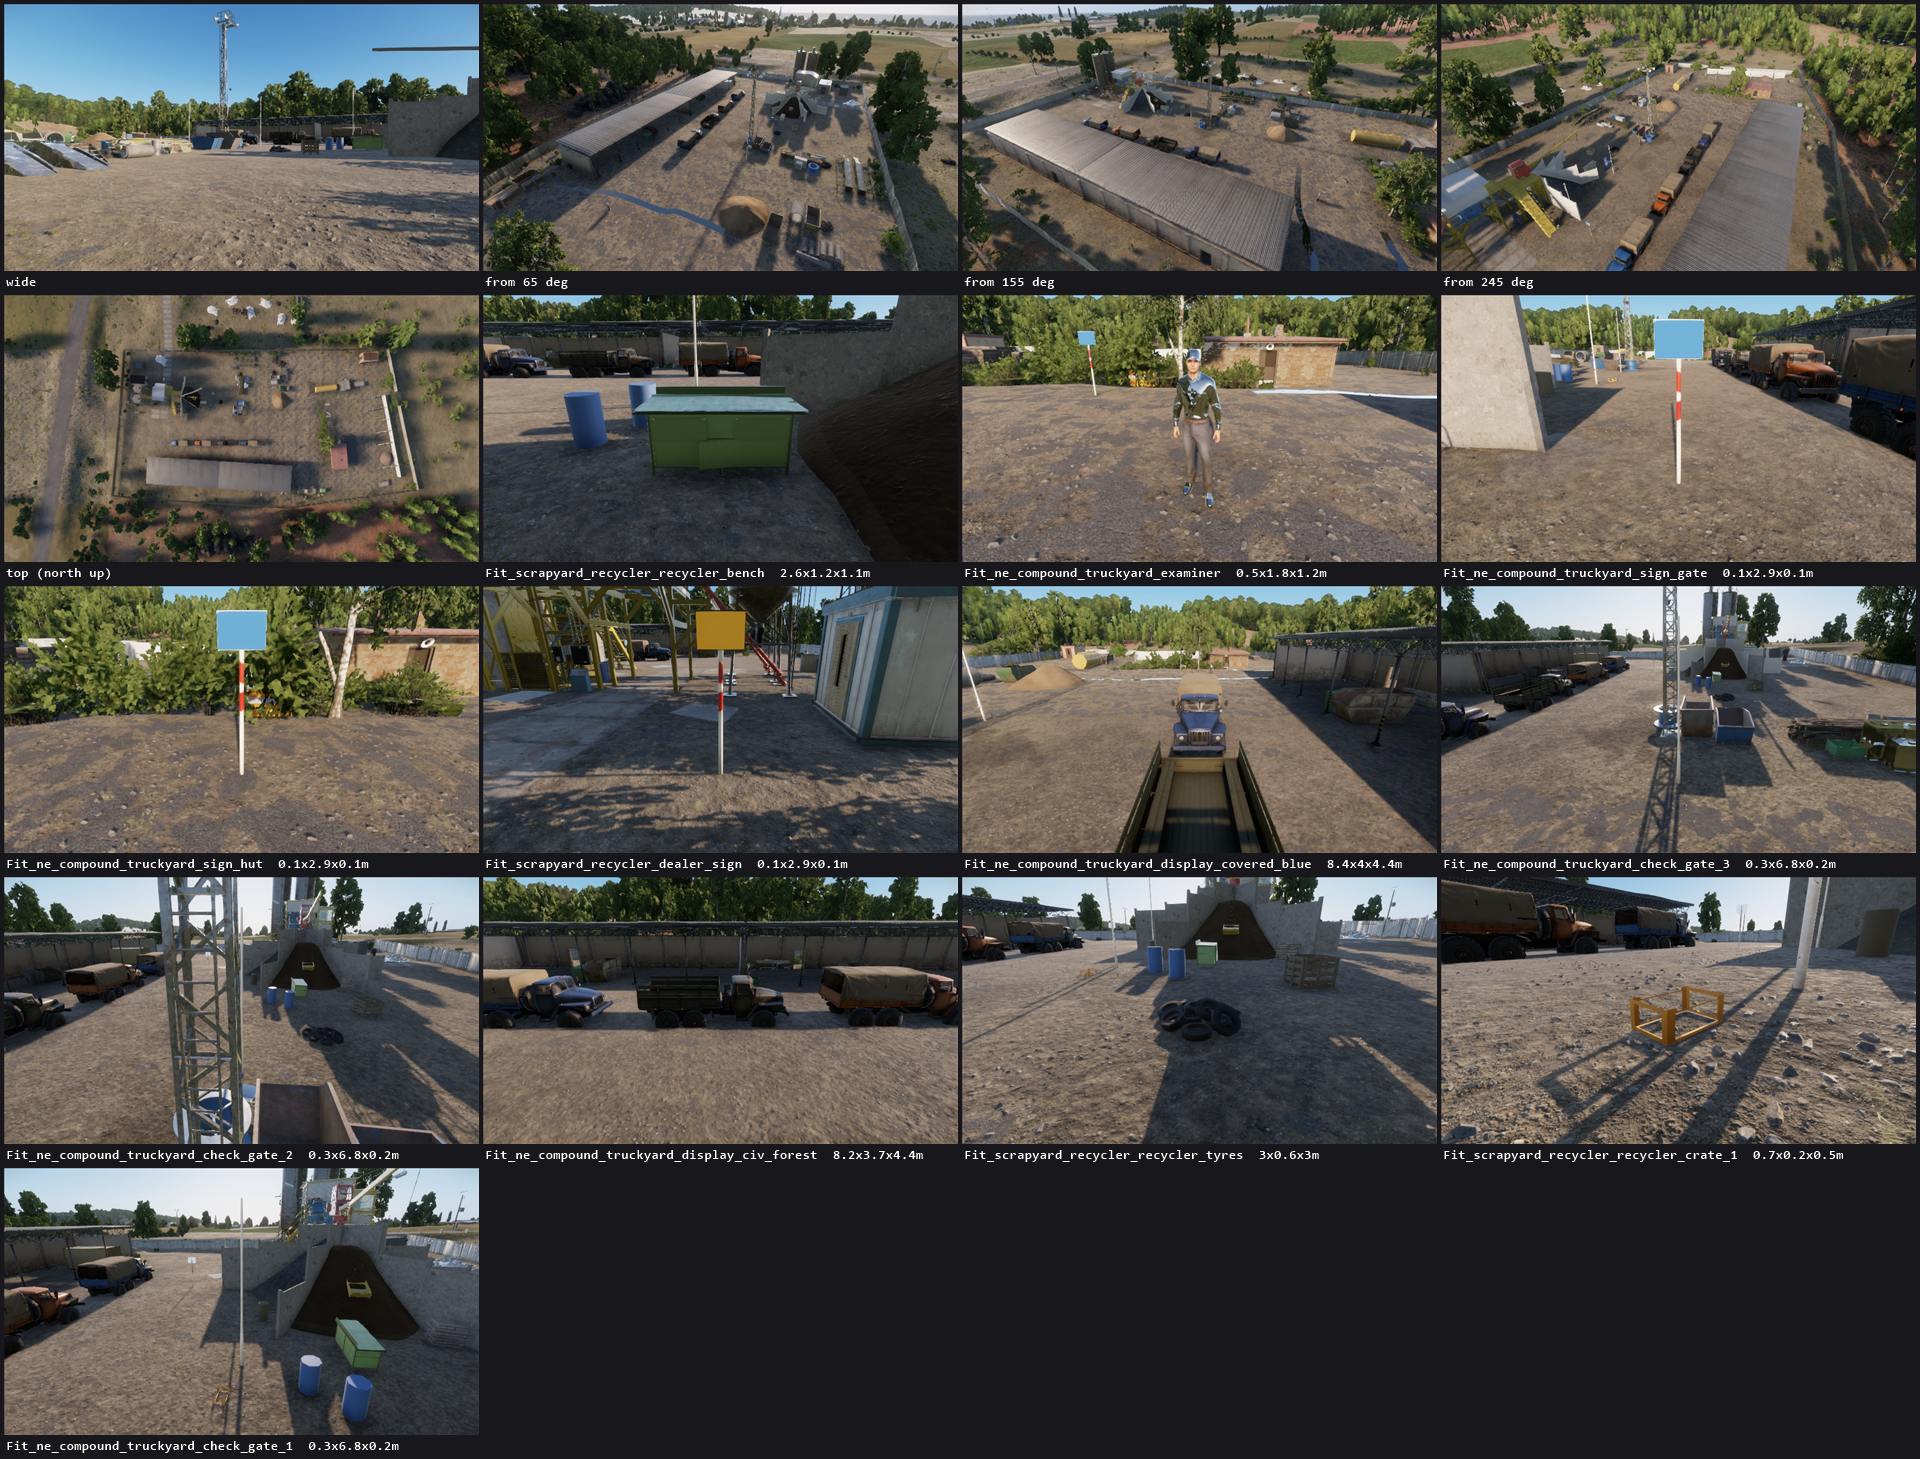 wide
from 65 deg
from 155 deg
from 245 deg
top (north up)
Fit_scrapyard_recycler_recycler_bench  2.6x1.2x1.1m
Fit_ne_compound_truckyard_examiner  0.5x1.8x1.2m
Fit_ne_compound_truckyard_sign_gate  0.1x2.9x0.1m
Fit_ne_compound_truckyard_sign_hut  0.1x2.9x0.1m
Fit_scrapyard_recycler_dealer_sign  0.1x2.9x0.1m
Fit_ne_compound_truckyard_display_covered_blue  8.4x4x4.4m
Fit_ne_compound_truckyard_check_gate_3  0.3x6.8x0.2m
Fit_ne_compound_truckyard_check_gate_2  0.3x6.8x0.2m
Fit_ne_compound_truckyard_display_civ_forest  8.2x3.7x4.4m
Fit_scrapyard_recycler_recycler_tyres  3x0.6x3m
Fit_scrapyard_recycler_recycler_crate_1  0.7x0.2x0.5m
Fit_ne_compound_truckyard_check_gate_1  0.3x6.8x0.2m